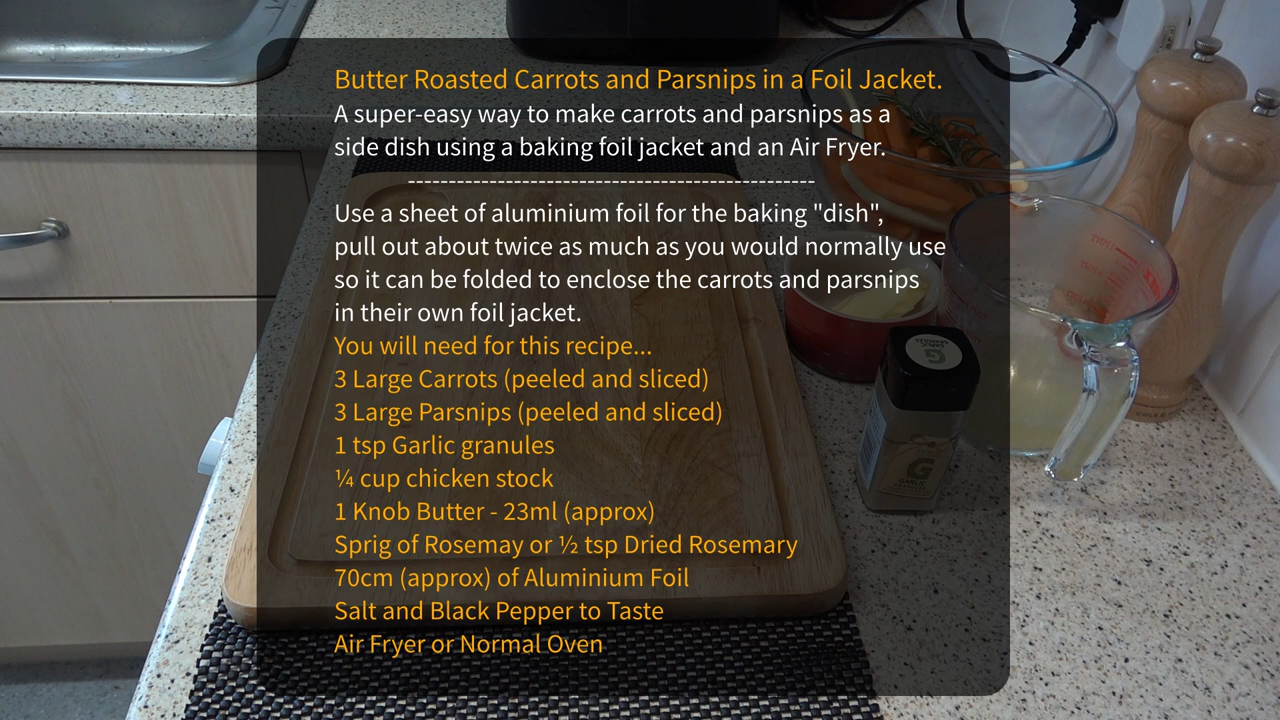 Butter Roasted Carrots and Parsnips in a Foil Jacket.
A super-easy way to make carrots and parsnips as a
side dish using a baking foil jacket and an Air Fryer.
---------------------------------------------------
Use a sheet of aluminium foil for the baking "dish",
pull out about twice as much as you would normally use
so it can be folded to enclose the carrots and parsnips
in their own foil jacket.
You will need for this recipe...
3 Large Carrots (peeled and sliced)
3 Large Parsnips (peeled and sliced)
1 tsp Garlic granules
¼ cup chicken stock
1 Knob Butter - 23ml (approx)
Sprig of Rosemay or ½ tsp Dried Rosemary
70cm (approx) of Aluminium Foil
Salt and Black Pepper to Taste
Air Fryer or Normal Oven
G
G
GARLIC